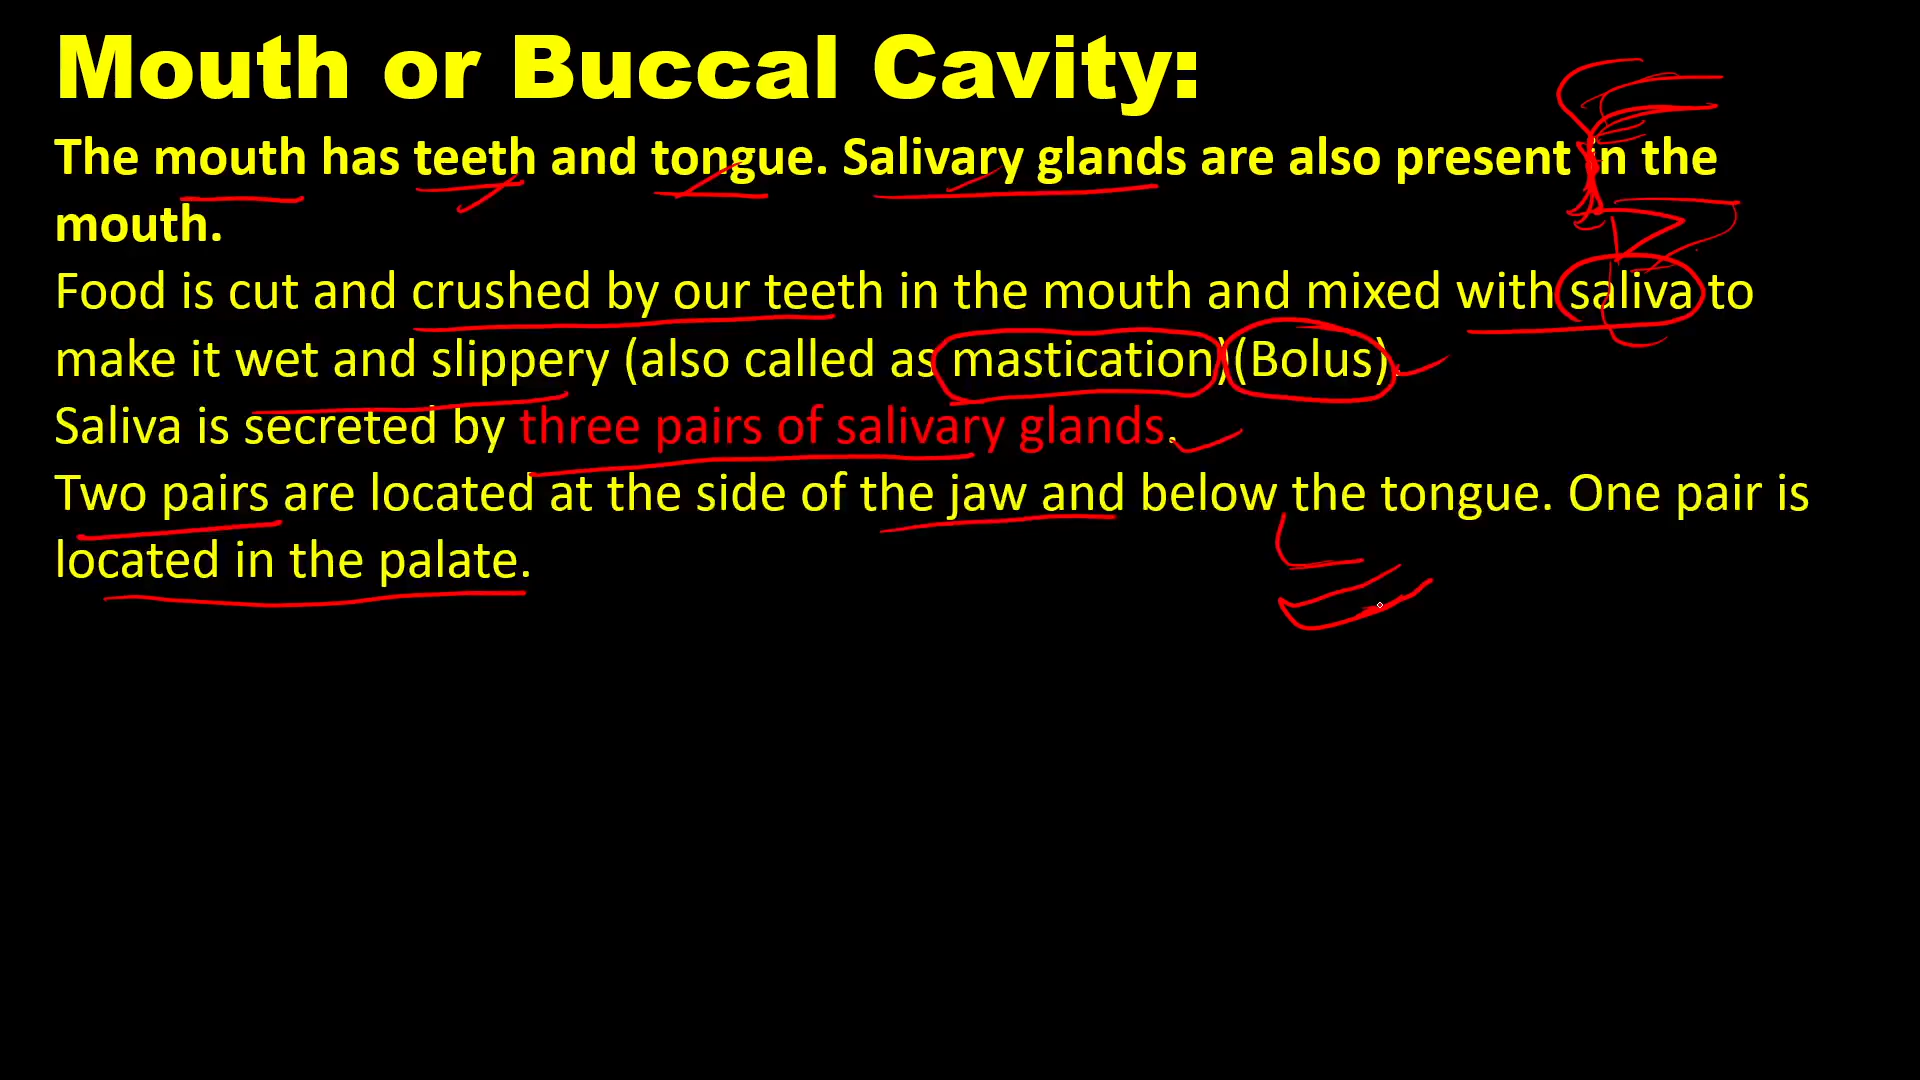 Mouth or Buccal Cavity:
The mouth has teeth and tongue. Salivary glands are also present in the
mouth.
Food is cut and crushed by our teeth in the mouth and mixed with saliva to
make it wet and slippery (also called as mastication)(Bolus).
Saliva is secreted by three pairs of salivary glands.
Two pairs are located at the side of the jaw and below the tongue. One pair is
located in the palate.